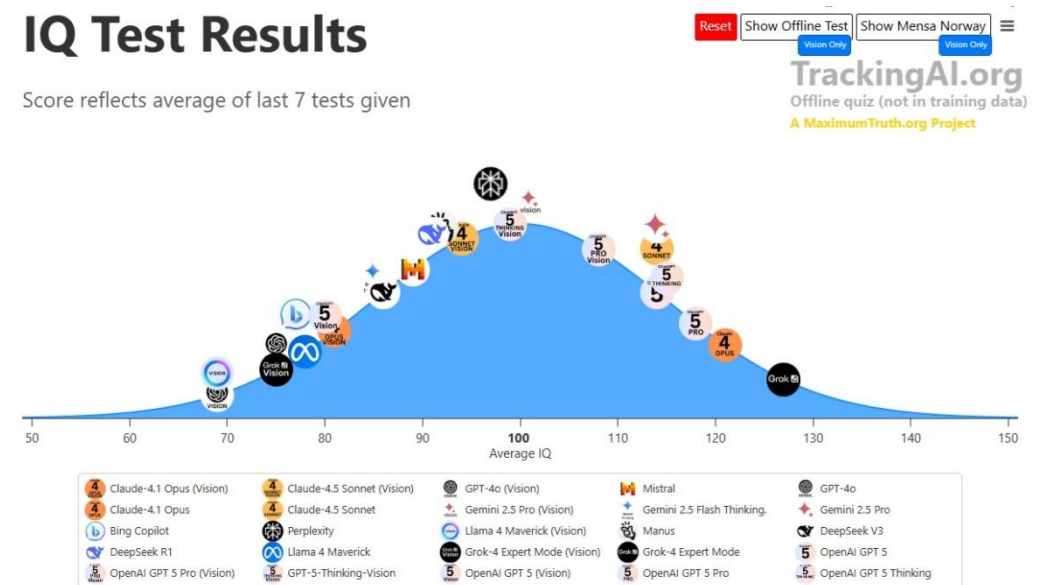 IQ Test Results
Reset
Show Offline Test
Show Mensa Norway
Vision Only
Vision Only
TrackingAI.org
Score reflects average of last 7 tests given
Offline quiz (not in training data)
A MaximumTruth.org Project
vision
5
THINKING
Vision
4
SONNET
VISION
5
PRO
Vision
4
SONNET
5
THINKING
5
5
Vision
OPUS
VISION
5
PRO
4
OPUS
Grok
Vision
Grok
VISION
VISION
50 60 70 80 90 100 110 120 130 140 150
Average IQ
Claude-4.1 Opus (Vision) Claude-4.5 Sonnet (Vision) GPT-4o (Vision) Mistral GPT-4o
Claude-4.1 Opus Claude-4.5 Sonnet Gemini 2.5 Pro (Vision) Gemini 2.5 Flash Thinking. Gemini 2.5 Pro
Bing Copilot Perplexity Llama 4 Maverick (Vision) Manus DeepSeek V3
DeepSeek R1 Llama 4 Maverick Grok-4 Expert Mode (Vision) Grok-4 Expert Mode OpenAI GPT 5
OpenAI GPT 5 Pro (Vision) GPT-5-Thinking-Vision OpenAI GPT 5 (Vision) OpenAI GPT 5 Pro OpenAI GPT 5 Thinking